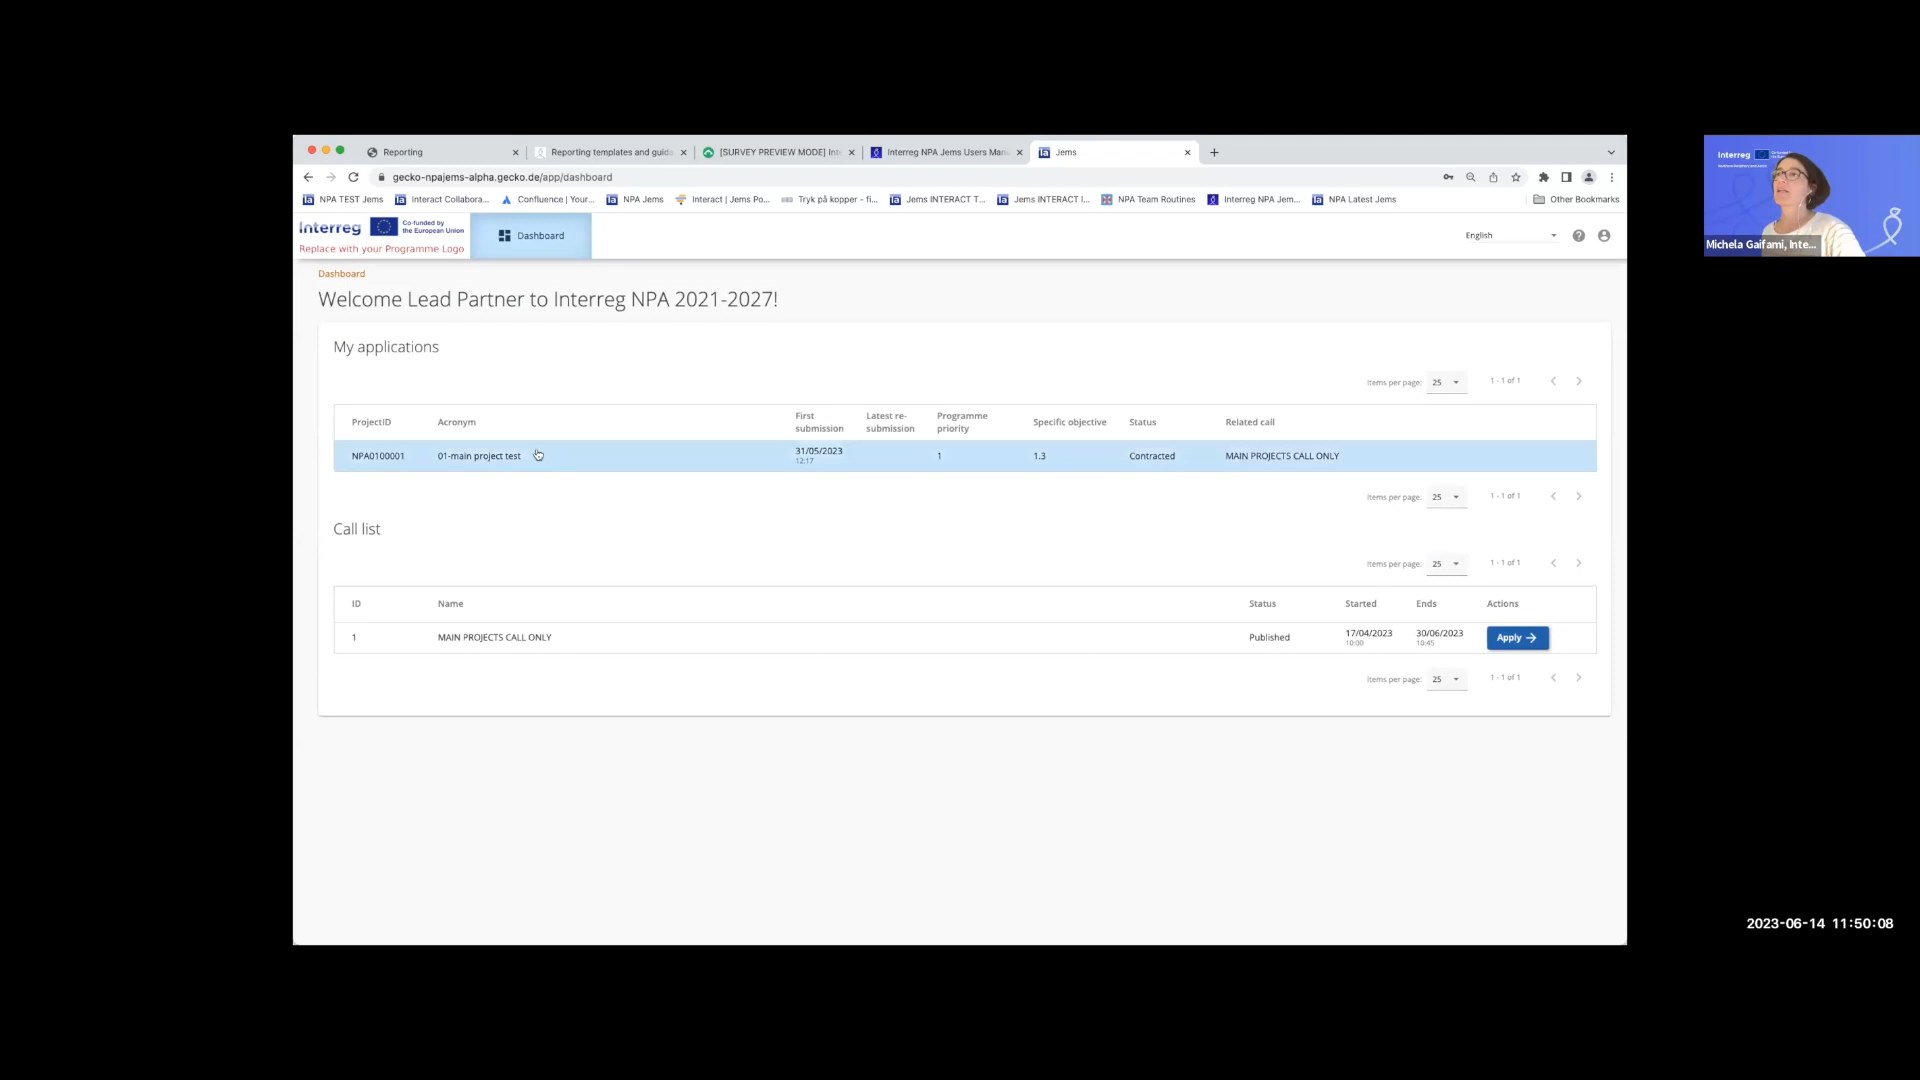 Reporting
Reporting templates and guida
[SURVEY PREVIEW MODE] Int
Interreg NPA Jems Users Man
Jems
gecko-npajems-alpha.gecko.de/app/dashboard
NPA TEST Jems
Interact Collabora...
Confluence | Your...
NPA Jems
Interact | Jems Po...
Tryk på kopper - fi...
Jems INTERACT T...
Jems INTERACT I...
NPA Team Routines
Interreg NPA Jem...
NPA Latest Jems
Other Bookmarks
Interreg
Co-funded by
the European Union
Replace with your Programme Logo
Dashboard
English
Dashboard
Welcome Lead Partner to Interreg NPA 2021-2027!
My applications
Items per page: 25 1 - 1 of 1
ProjectID Acronym First submission Latest re-submission Programme priority Specific objective Status Related call
NPA0100001 01-main project test 31/05/2023 12:17 1 1.3 Contracted MAIN PROJECTS CALL ONLY
Items per page: 25 1 - 1 of 1
Call list
Items per page: 25 1 - 1 of 1
ID Name Status Started Ends Actions
1 MAIN PROJECTS CALL ONLY Published 17/04/2023 10:00 30/06/2023 10:45 Apply
Items per page: 25 1 - 1 of 1
Interreg
Michela Gaifami, Inte...
2023-06-14 11:50:08